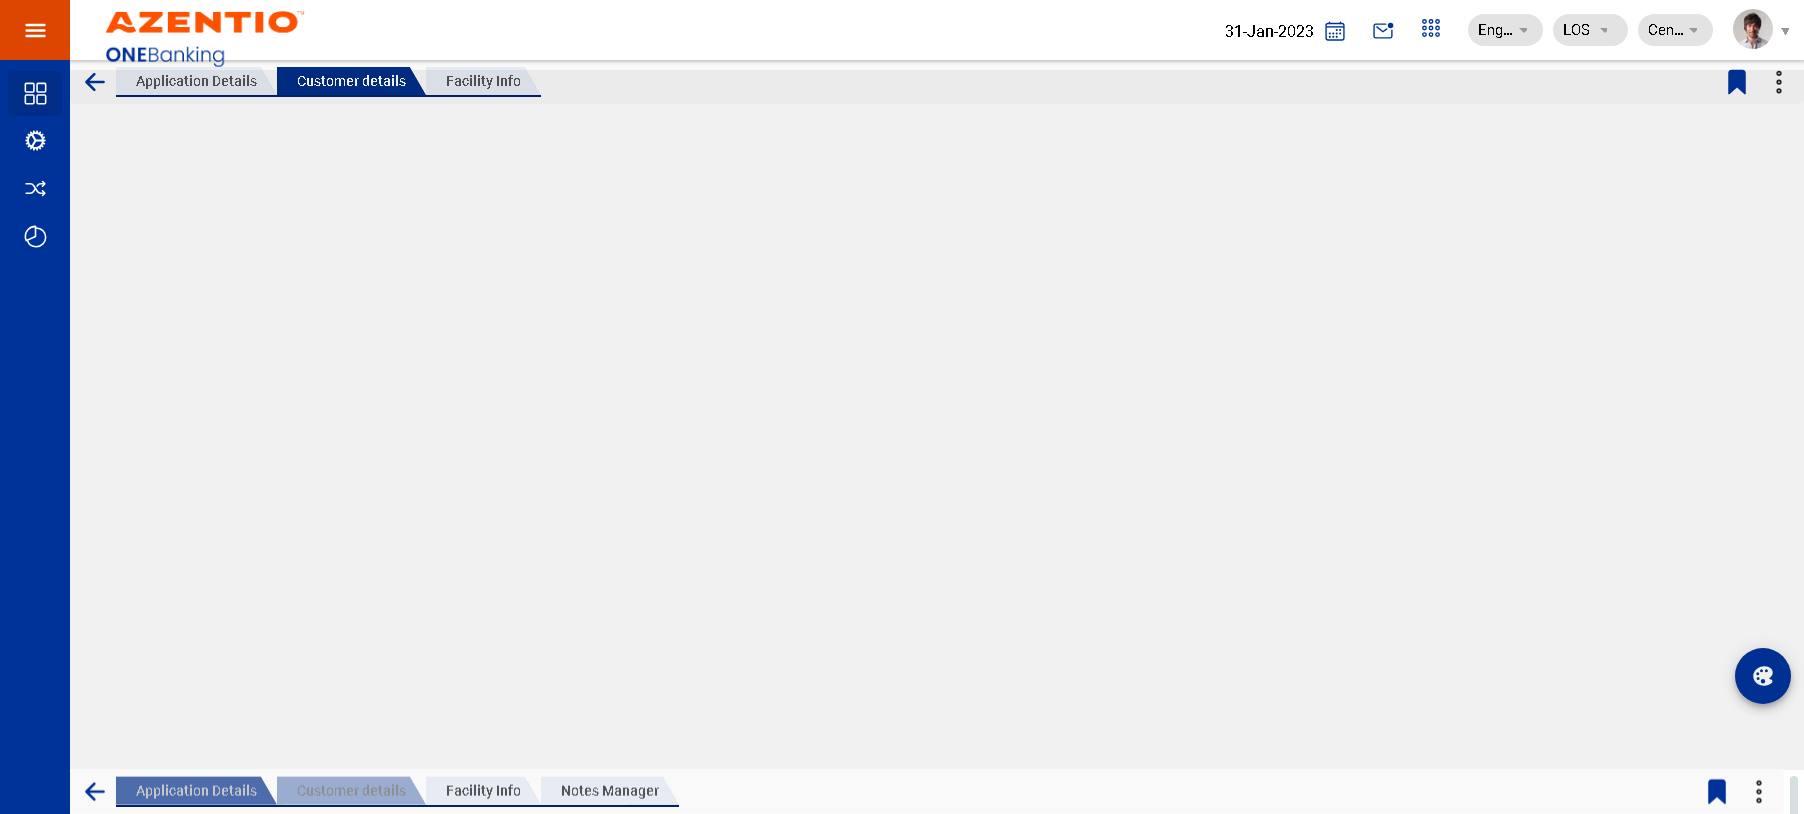 AZENTIO™
ONEBanking
31-Jan-2023 Eng... LOS Cen...
Application Details Customer details Facility Info
Application Details Customer details Facility Info Notes Manager